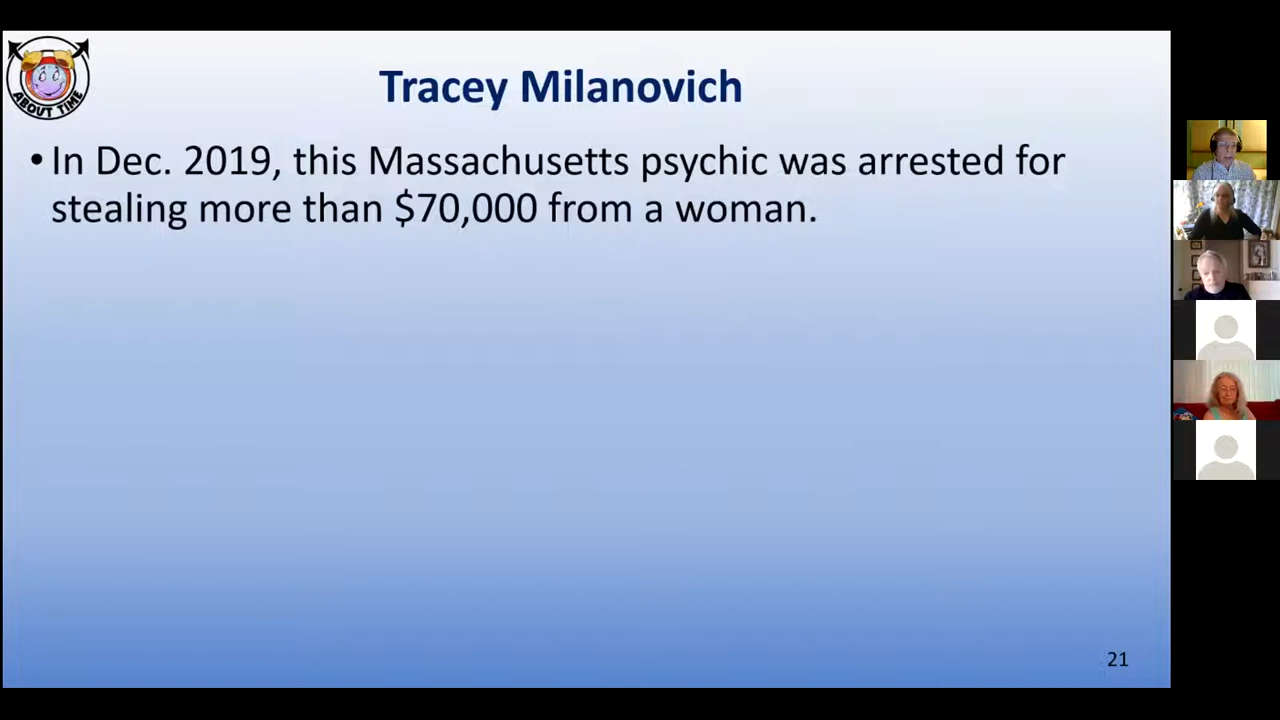 ABOUT TIME
Tracey Milanovich
• In Dec. 2019, this Massachusetts psychic was arrested for
stealing more than $70,000 from a woman.
21